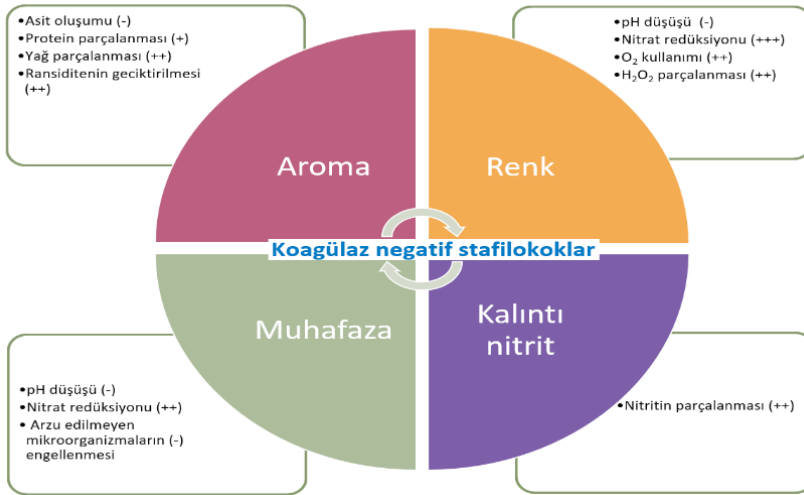 •Asit oluşumu (-)
•Protein parçalanması (+)
•Yağ parçalanması (++)
•Ransiditenin geciktirilmesi
(++)
•pH düşüşü (-)
•Nitrat redüksiyonu (+++)
•O₂ kullanımı (++)
•H₂O₂ parçalanması (++)
Aroma
Renk
Koagülaz negatif stafilokoklar
Muhafaza
Kalıntı
nitrit
•pH düşüşü (-)
•Nitrat redüksiyonu (++)
• Arzu edilmeyen
mikroorganizmaların (-)
engellenmesi
•Nitritin parçalanması (++)